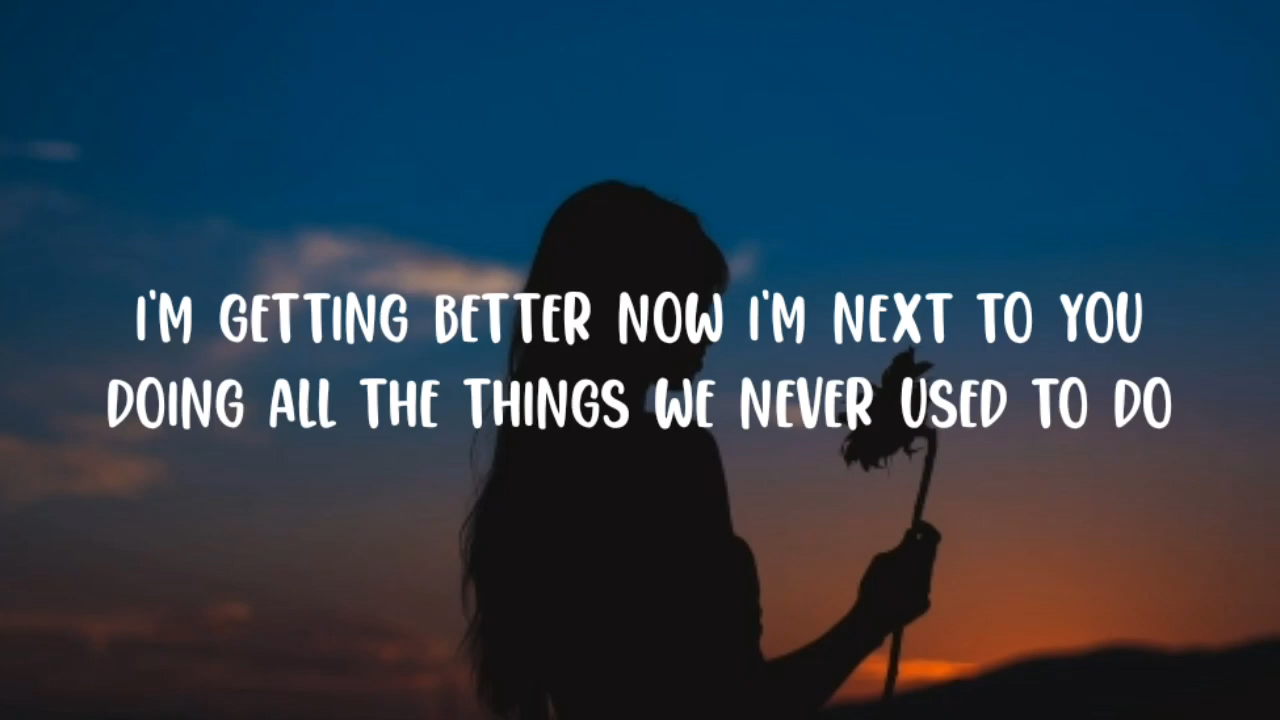 I'M GETTING BETTER NOW I'M NEXT TO YOU
DOING ALL THE THINGS WE NEVER USED TO DO